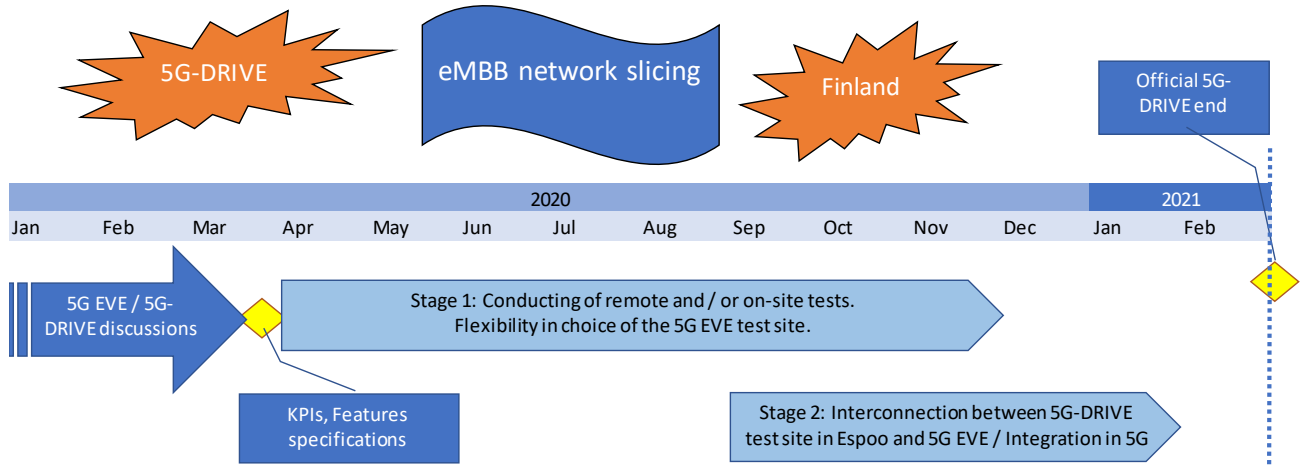 5G-DRIVE
eMBB network slicing
Finland
Official 5G-
DRIVE end
2020
2021
Jan Feb Mar Apr May Jun Jul Aug Sep Oct Nov Dec Jan Feb
5G EVE / 5G-
DRIVE discussions
Stage 1: Conducting of remote and / or on-site tests.
Flexibility in choice of the 5G EVE test site.
KPIs, Features
specifications
Stage 2: Interconnection between 5G-DRIVE
test site in Espoo and 5G EVE / Integration in 5G